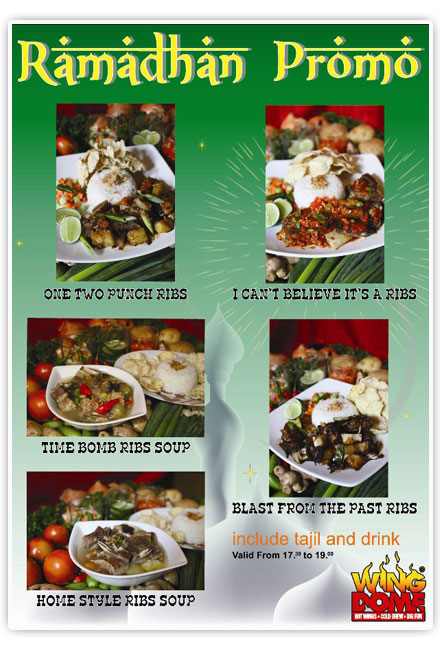 Ramadhan Promo
ONE TWO PUNCH RIBS
I CAN'T BELIEVE IT'S A RIBS
TIME BOMB RIBS SOUP
BLAST FROM THE PAST RIBS
HOME STYLE RIBS SOUP
include tajil and drink
Valid From 17.30 to 19.00
WING
DOME
HOT WINGS • COLD BREW • BIG FUN